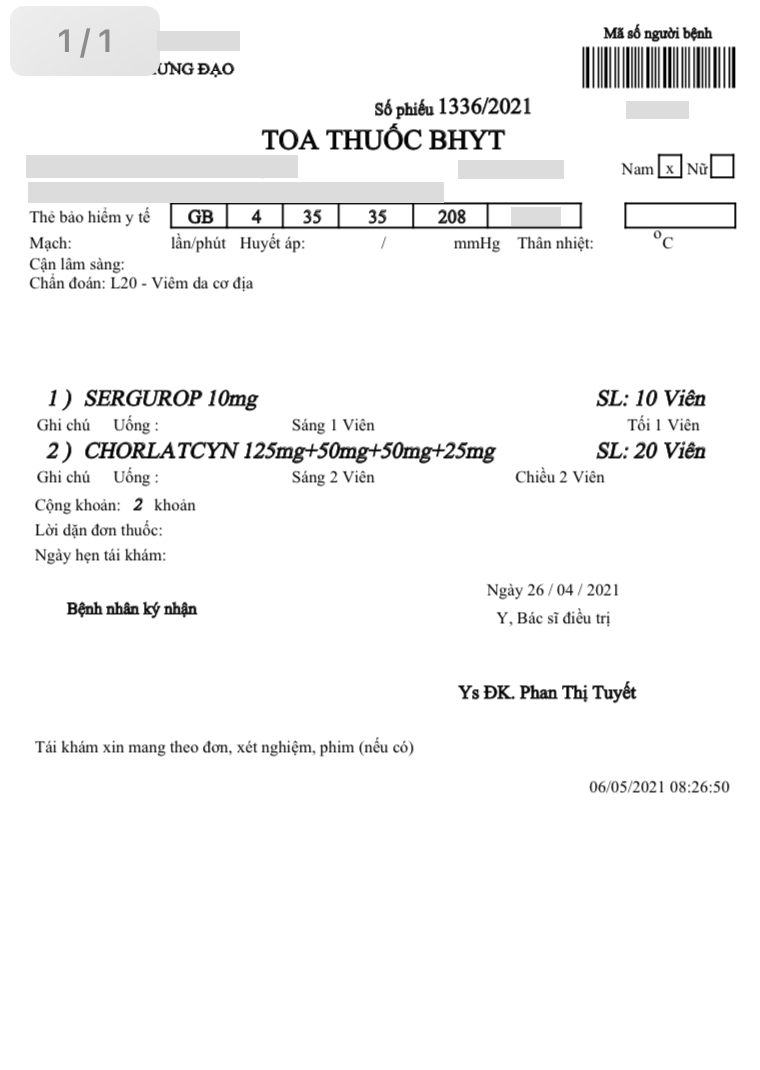 1/1
Mã số người bệnh
ƯNG ĐẠO
Số phiếu 1336/2021
TOA THUỐC BHYT
Nam x Nữ
Thẻ bảo hiểm y tế GB 4 35 35 208
Mạch: lần/phút Huyết áp: / mmHg Thân nhiệt: °C
Cận lâm sàng:
Chẩn đoán: L20 - Viêm da cơ địa
1 ) SERGUROP 10mg SL: 10 Viên
Ghi chú Uống : Sáng 1 Viên Tối 1 Viên
2 ) CHORLATCYN 125mg+50mg+50mg+25mg SL: 20 Viên
Ghi chú Uống : Sáng 2 Viên Chiều 2 Viên
Cộng khoản: 2 khoản
Lời dặn đơn thuốc:
Ngày hẹn tái khám:
Ngày 26 / 04 / 2021
Bệnh nhân ký nhận
Y, Bác sĩ điều trị
Ys ĐK. Phan Thị Tuyết
Tái khám xin mang theo đơn, xét nghiệm, phim (nếu có)
06/05/2021 08:26:50